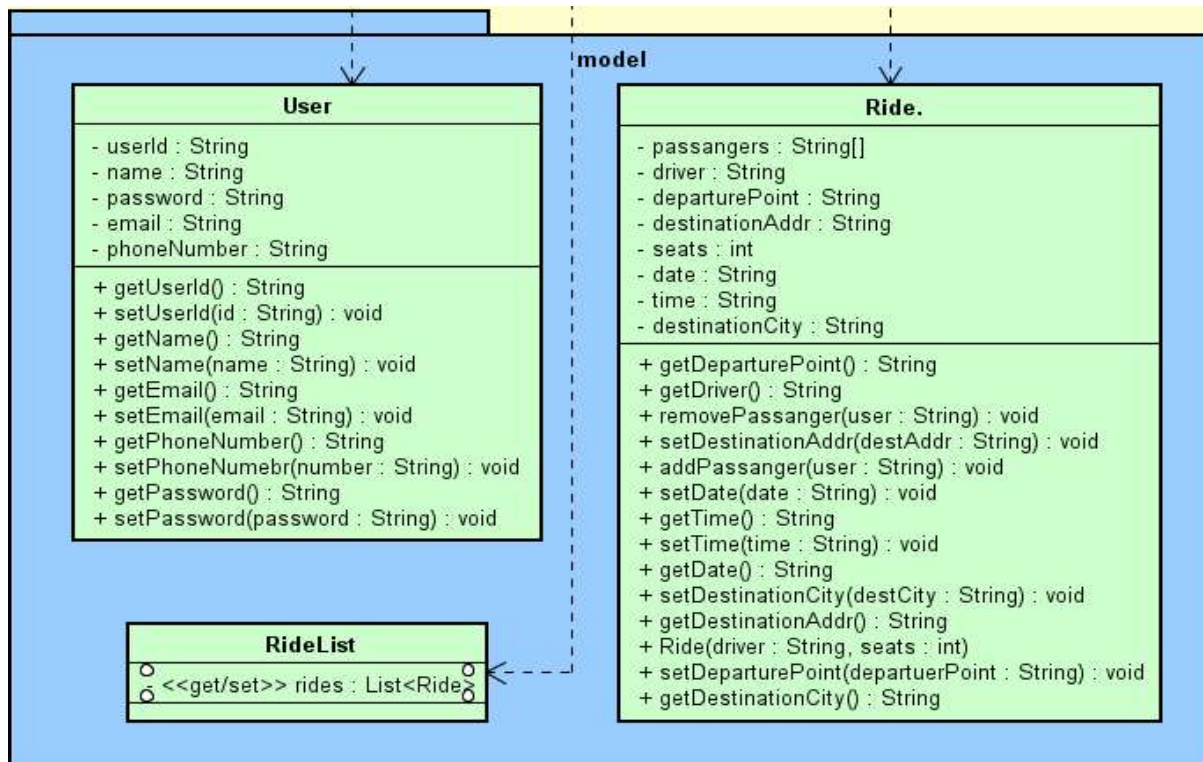 model
User
- userId : String
- name : String
- password : String
- email : String
- phoneNumber : String
+ getUserId() : String
+ setUserId(id : String) : void
+ getName() : String
+ setName(name : String) : void
+ getEmail() : String
+ setEmail(email : String) : void
+ getPhoneNumber() : String
+ setPhoneNumebr(number : String) : void
+ getPassword() : String
+ setPassword(password : String) : void
Ride.
- passangers : String[]
- driver : String
- departurePoint : String
- destinationAddr : String
- seats : int
- date : String
- time : String
- destinationCity : String
+ getDeparturePoint() : String
+ getDriver() : String
+ removePassanger(user : String) : void
+ setDestinationAddr(destAddr : String) : void
+ addPassanger(user : String) : void
+ setDate(date : String) : void
+ getTime() : String
+ setTime(time : String) : void
+ getDate() : String
+ setDestinationCity(destCity : String) : void
+ getDestinationAddr() : String
+ Ride(driver : String, seats : int)
+ setDeparturePoint(departuerPoint : String) : void
+ getDestinationCity() : String
RideList
- <<get/set>> rides : List<Ride>